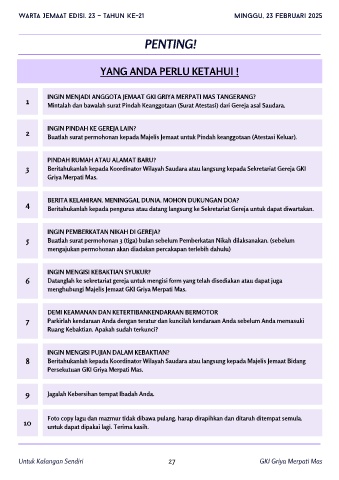 WARTA JEMAAT EDISI. 23 – TAHUN KE-21
MINGGU, 23 FEBRUARI 2025
PENTING!
YANG ANDA PERLU KETAHUI !
1
INGIN MENJADI ANGGOTA JEMAAT GKI GRIYA MERPATI MAS TANGERANG?
Mintalah dan bawalah surat Pindah Keanggotaan (Surat Atestasi) dari Gereja asal Saudara.
2
INGIN PINDAH KE GEREJA LAIN?
Buatlah surat permohonan kepada Majelis Jemaat untuk Pindah keanggotaan (Atestasi Keluar).
3
PINDAH RUMAH ATAU ALAMAT BARU?
Beritahukanlah kepada Koordinator Wilayah Saudara atau langsung kepada Sekretariat Gereja GKI
Griya Merpati Mas.
4
BERITA KELAHIRAN, MENINGGAL DUNIA, MOHON DUKUNGAN DOA?
Beritahukanlah kepada pengurus atau datang langsung ke Sekretariat Gereja untuk dapat diwartakan.
5
INGIN PEMBERKATAN NIKAH DI GEREJA?
Buatlah surat permohonan 3 (tiga) bulan sebelum Pemberkatan Nikah dilaksanakan. (sebelum
mengajukan permohonan akan diadakan percakapan terlebih dahulu)
6
INGIN MENGISI KEBAKTIAN SYUKUR?
Datanglah ke sekretariat gereja untuk mengisi form yang telah disediakan atau dapat juga
menghubungi Majelis Jemaat GKI Griya Merpati Mas.
7
DEMI KEAMANAN DAN KETERTIBANKENDARAAN BERMOTOR
Parkirlah kendaraan Anda dengan teratur dan kuncilah kendaraan Anda sebelum Anda memasuki
Ruang Kebaktian. Apakah sudah terkunci?
8
INGIN MENGISI PUJIAN DALAM KEBAKTIAN?
Beritahukanlah kepada Koordinator Wilayah Saudara atau langsung kepada Majelis Jemaat Bidang
Persekutuan GKI Griya Merpati Mas.
9
Jagalah Kebersihan tempat Ibadah Anda.
10
Foto copy lagu dan mazmur tidak dibawa pulang, harap dirapihkan dan ditaruh ditempat semula,
untuk dapat dipakai lagi. Terima kasih.
Untuk Kalangan Sendiri
27
GKI Griya Merpati Mas